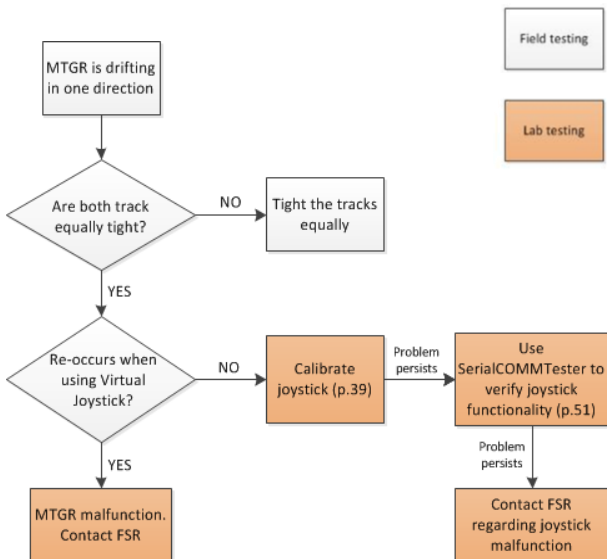 Field testing
MTGR is drifting
in one direction
Lab testing
Are both track
equally tight?
NO
Tight the tracks
equally
YES
Re-occurs when
using Virtual
Joystick?
NO
Calibrate
joystick (p.39)
Problem
persists
Use
SerialCOMMTester to
verify joystick
functionality (p.51)
YES
Problem
persists
MTGR malfunction.
Contact FSR
Contact FSR
regarding joystick
malfunction